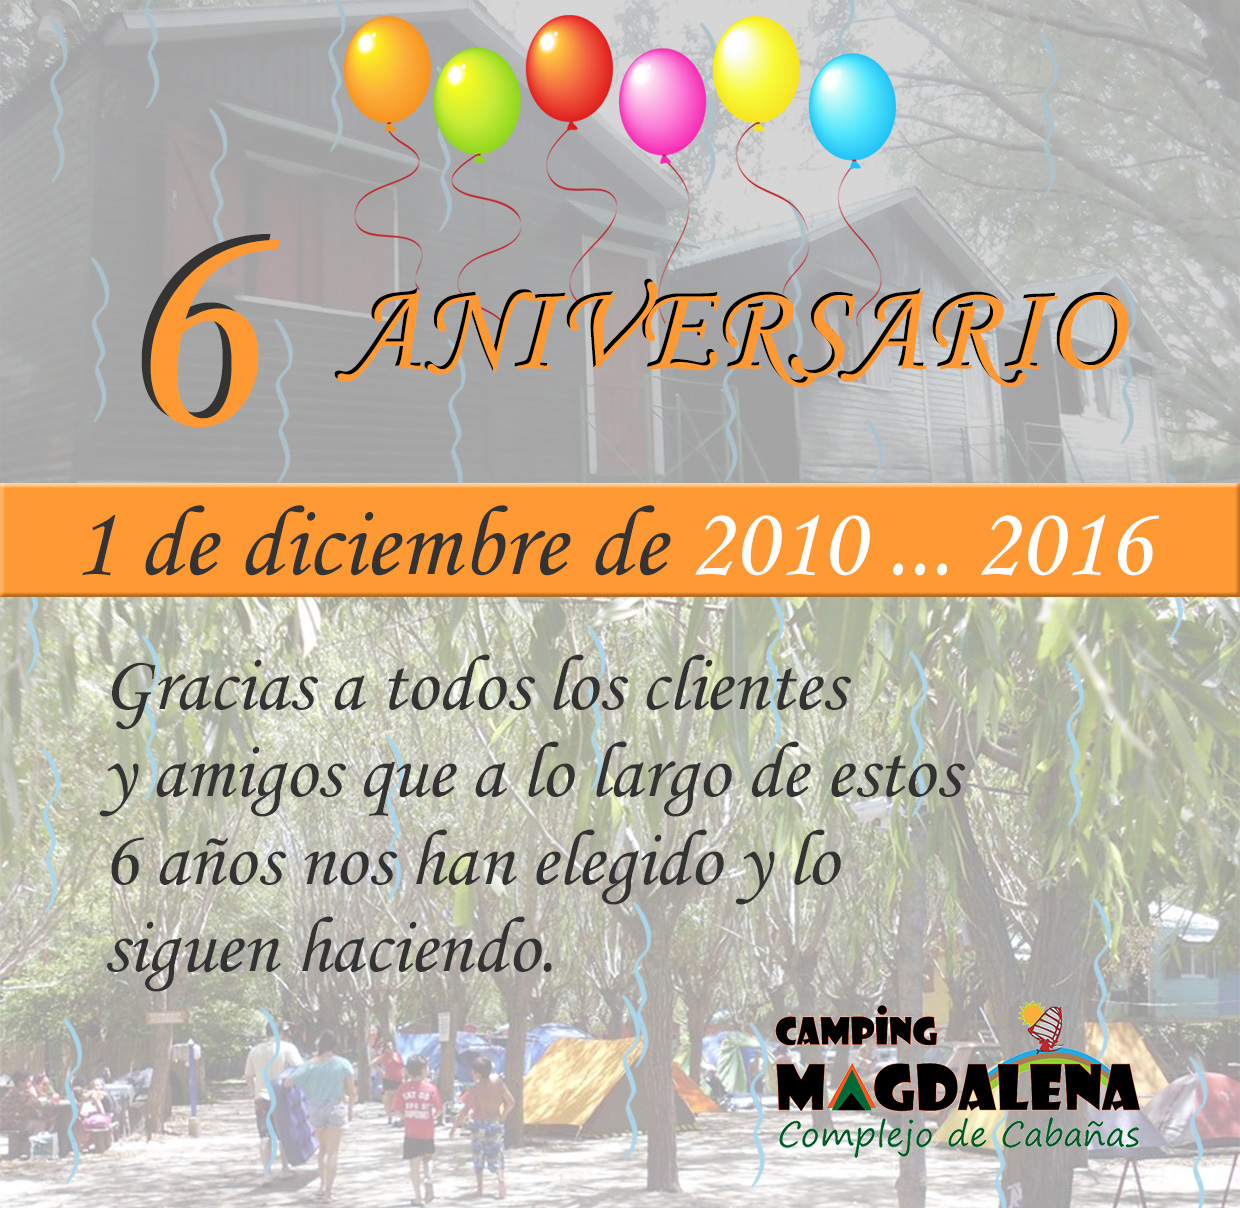 6 ANIVERSARIO
1 de diciembre de 2010 ... 2016
Gracias a todos los clientes
y amigos que a lo largo de estos
6 años nos han elegido y lo
siguen haciendo.
CAMPING
MAGDALENA
Complejo de Cabañas